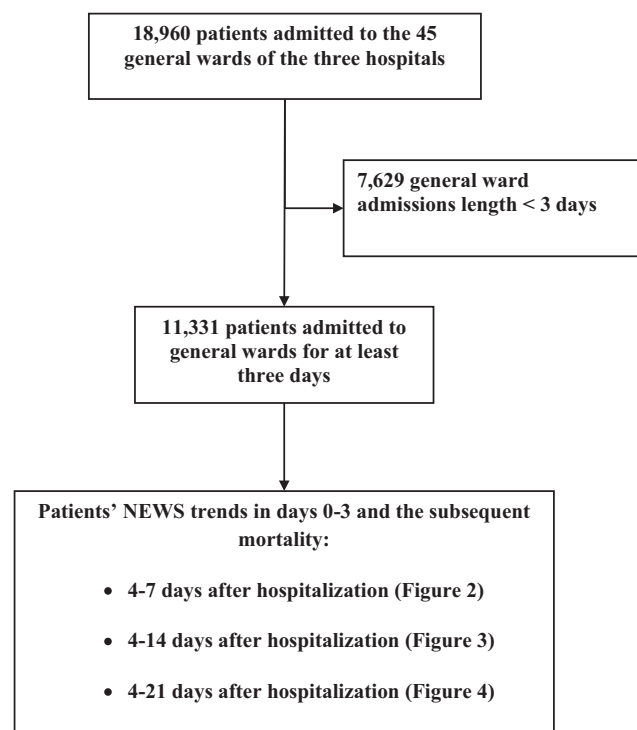 18,960 patients admitted to the 45
general wards of the three hospitals
7,629 general ward
admissions length < 3 days
11,331 patients admitted to
general wards for at least
three days
Patients’ NEWS trends in days 0-3 and the subsequent
mortality:
• 4-7 days after hospitalization (Figure 2)
• 4-14 days after hospitalization (Figure 3)
• 4-21 days after hospitalization (Figure 4)